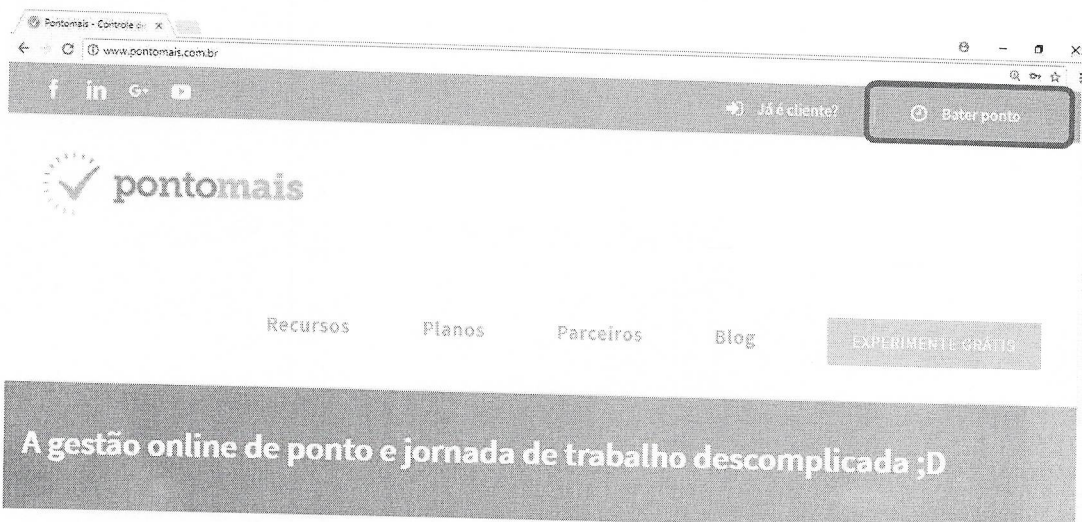 Pontomais - Controle de
www.pontomais.com.br
f in G+
Já é cliente?
Bater ponto
pontomais
Recursos
Planos
Parceiros
Blog
EXPERIMENTE GRÁTIS
A gestão online de ponto e jornada de trabalho descomplicada ;D